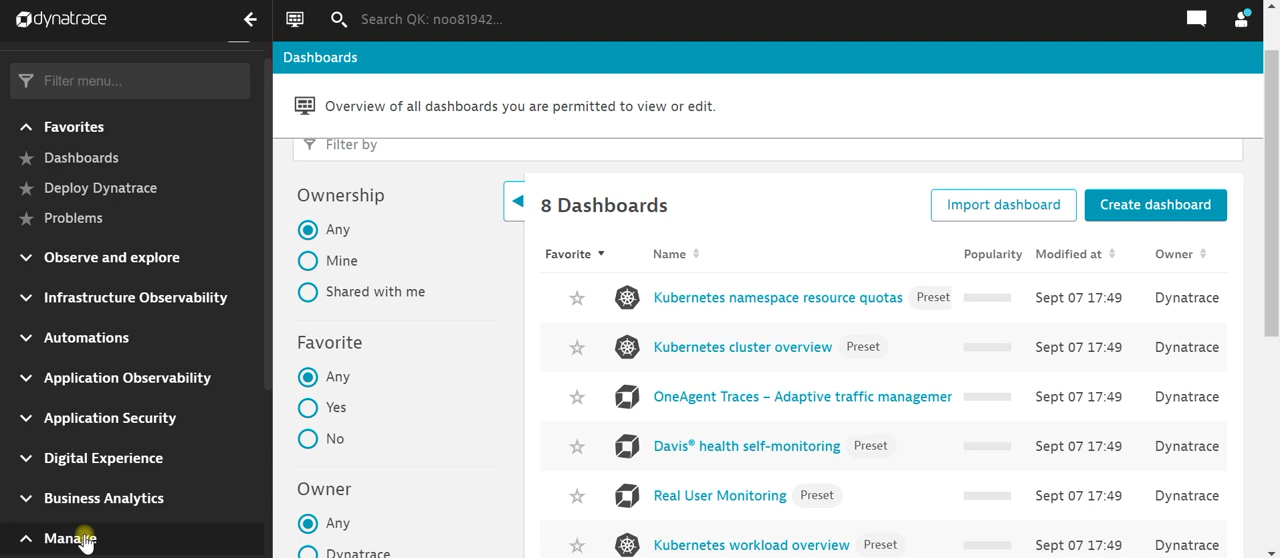 dynatrace
Search QK: noo81942...
Filter menu...
Favorites
Dashboards
Deploy Dynatrace
Problems
Observe and explore
Infrastructure Observability
Automations
Application Observability
Application Security
Digital Experience
Business Analytics
Manage
Dashboards
Overview of all dashboards you are permitted to view or edit.
Filter by
Ownership
Any
Mine
Shared with me
Favorite
Any
Yes
No
Owner
Any
Dynatrace
8 Dashboards
Import dashboard
Create dashboard
Favorite Name Popularity Modified at Owner
Kubernetes namespace resource quotas Preset Sept 07 17:49 Dynatrace
Kubernetes cluster overview Preset Sept 07 17:49 Dynatrace
OneAgent Traces – Adaptive traffic managemer Sept 07 17:49 Dynatrace
Davis® health self-monitoring Preset Sept 07 17:49 Dynatrace
Real User Monitoring Preset Sept 07 17:49 Dynatrace
Kubernetes workload overview Preset Sept 07 17:49 Dynatrace